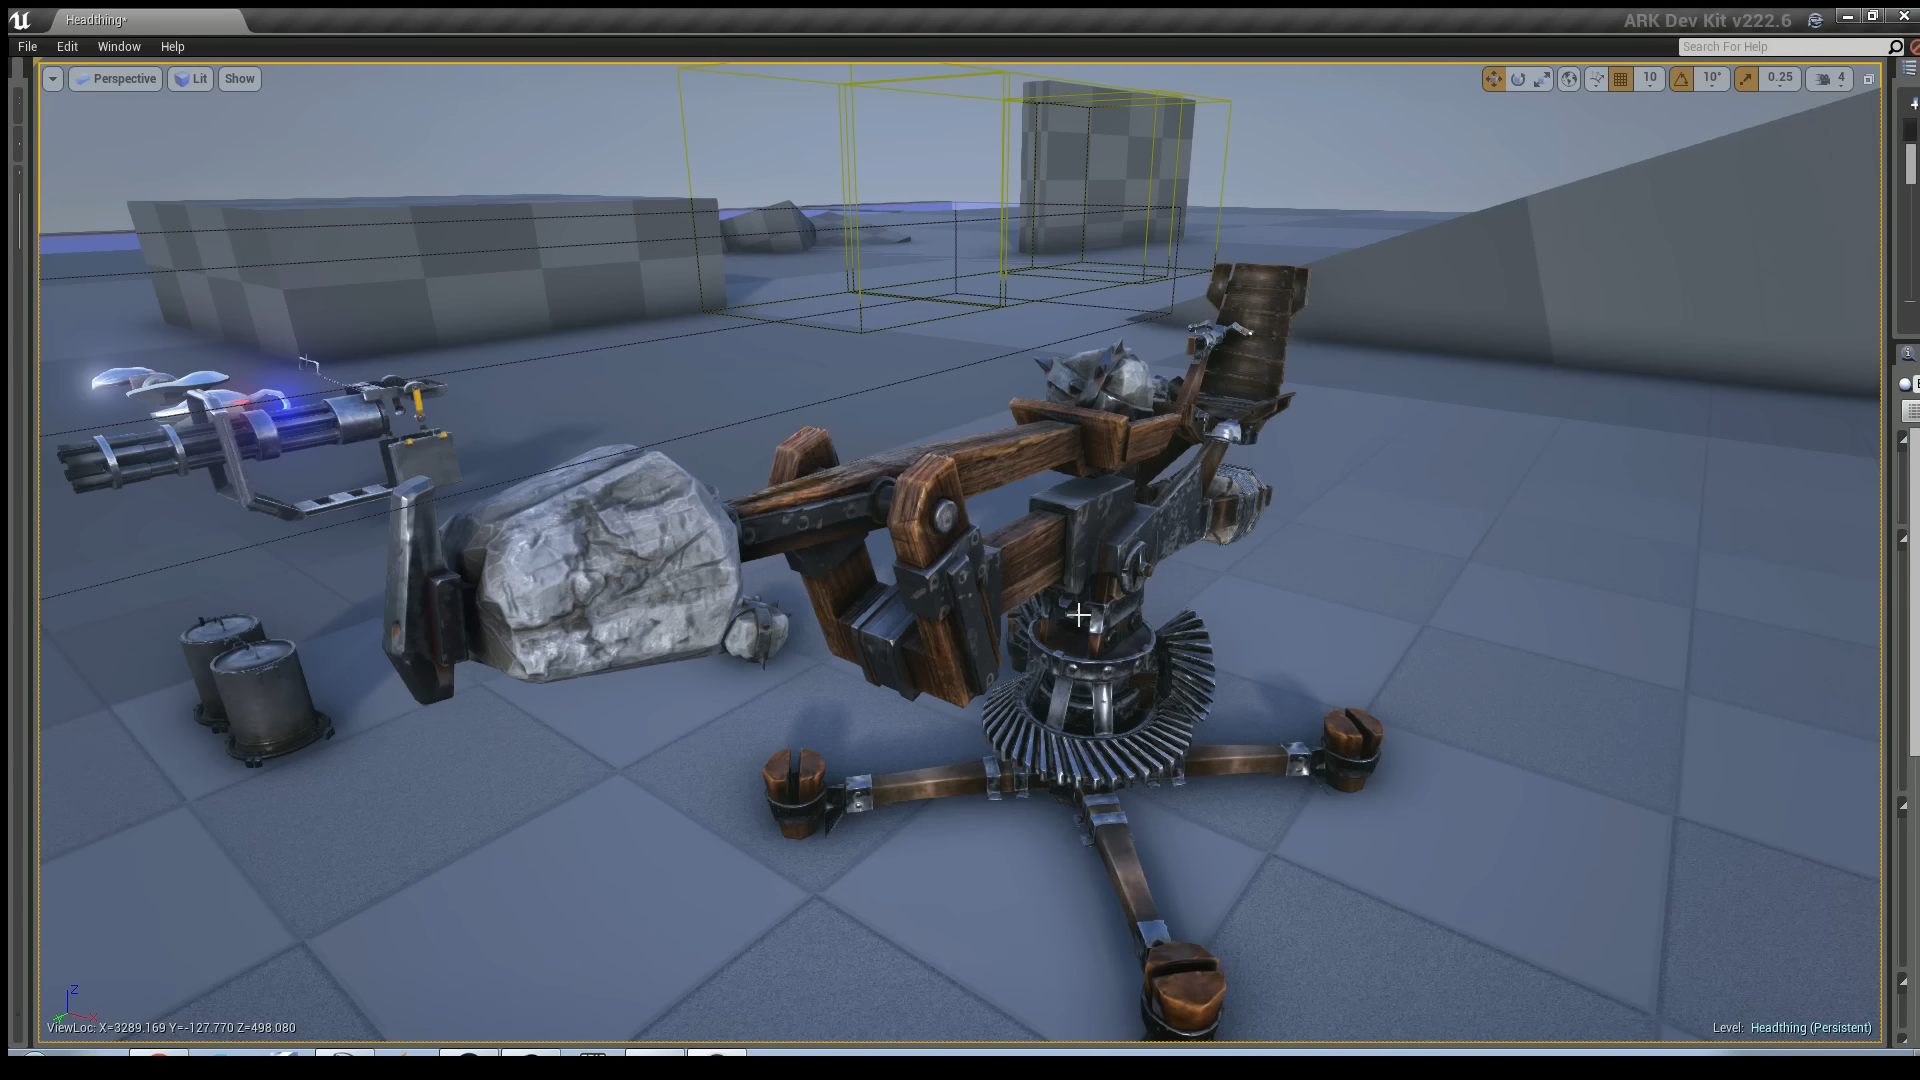 Headthing*
ARK Dev Kit v222.6
File Edit Window Help
Search For Help
Perspective Lit Show
10 10° 0.25 4
Z
X
ViewLoc: X=3289.169 Y=-127.770 Z=498.080
Level: Headthing (Persistent)